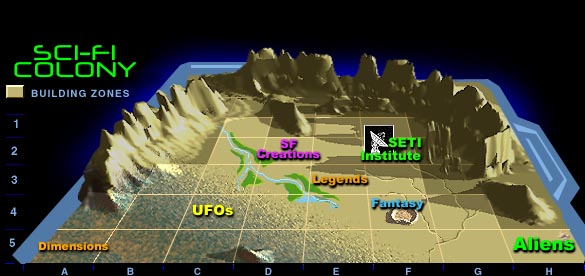 SCI-FI
COLONY
BUILDING ZONES
1
2
3
4
5
SF
Creations
SETI
Institute
Legends
UFOs
Fantasy
Dimensions
Aliens
A B C D E F G H